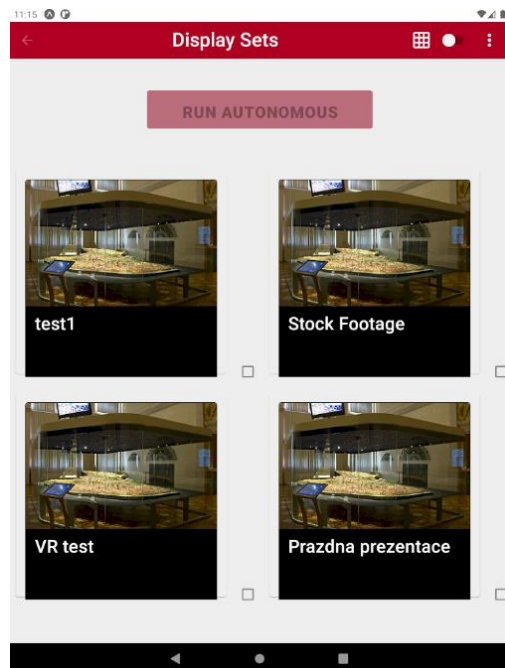 11:15
Display Sets
RUN AUTONOMOUS
test1
Stock Footage
VR test
Prazdna prezentace